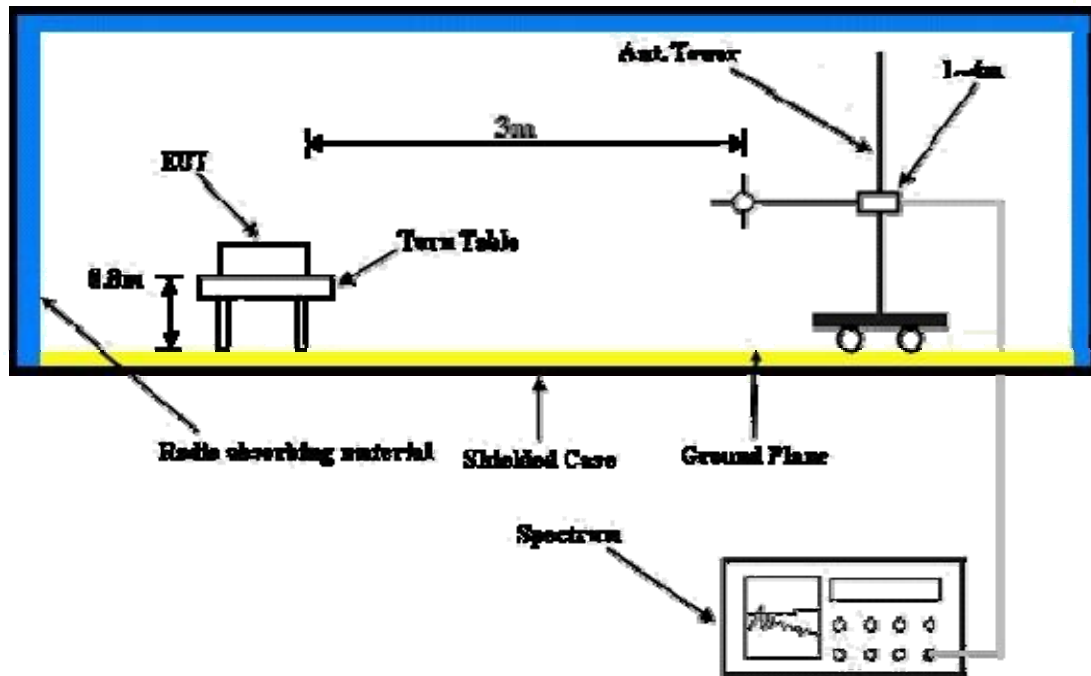 Ant. Tower
1~4m
3m
EUT
Turn Table
0.8m
Radio absorbing material
Shielded Case
Ground Plane
Spectrum